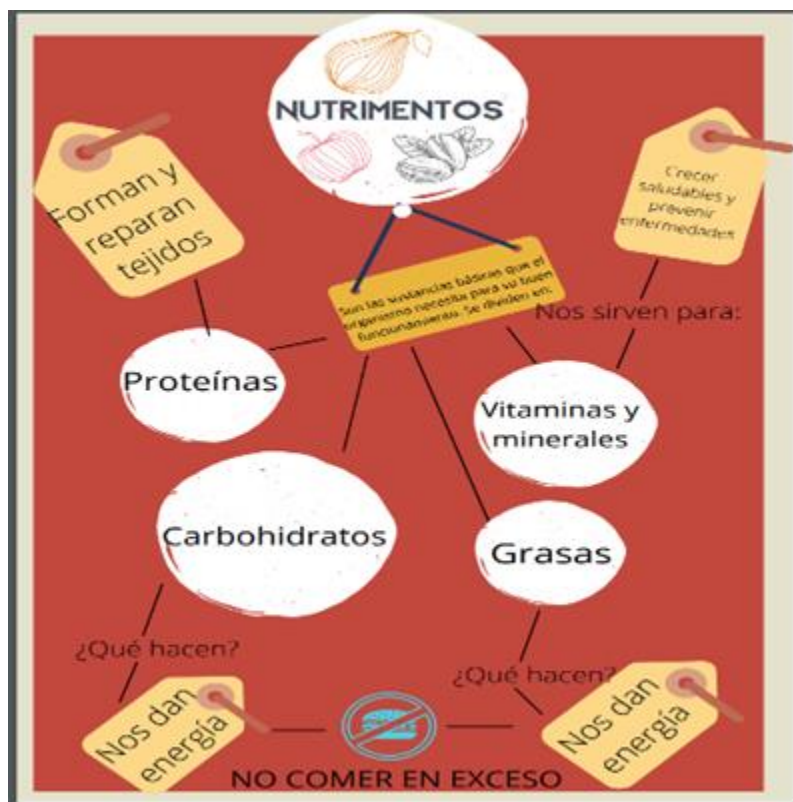 NUTRIMENTOS
Forman y
reparan
tejidos
Crecer
saludables y
prevenir
enfermedades
Son las sustancias básicas que el
organismo necesita para su buen
funcionamiento. Se dividen en:
Nos sirven para:
Proteínas
Vitaminas y
minerales
Carbohidratos
Grasas
¿Qué hacen?
¿Qué hacen?
Nos dan
energía
Nos dan
energía
NO COMER EN EXCESO